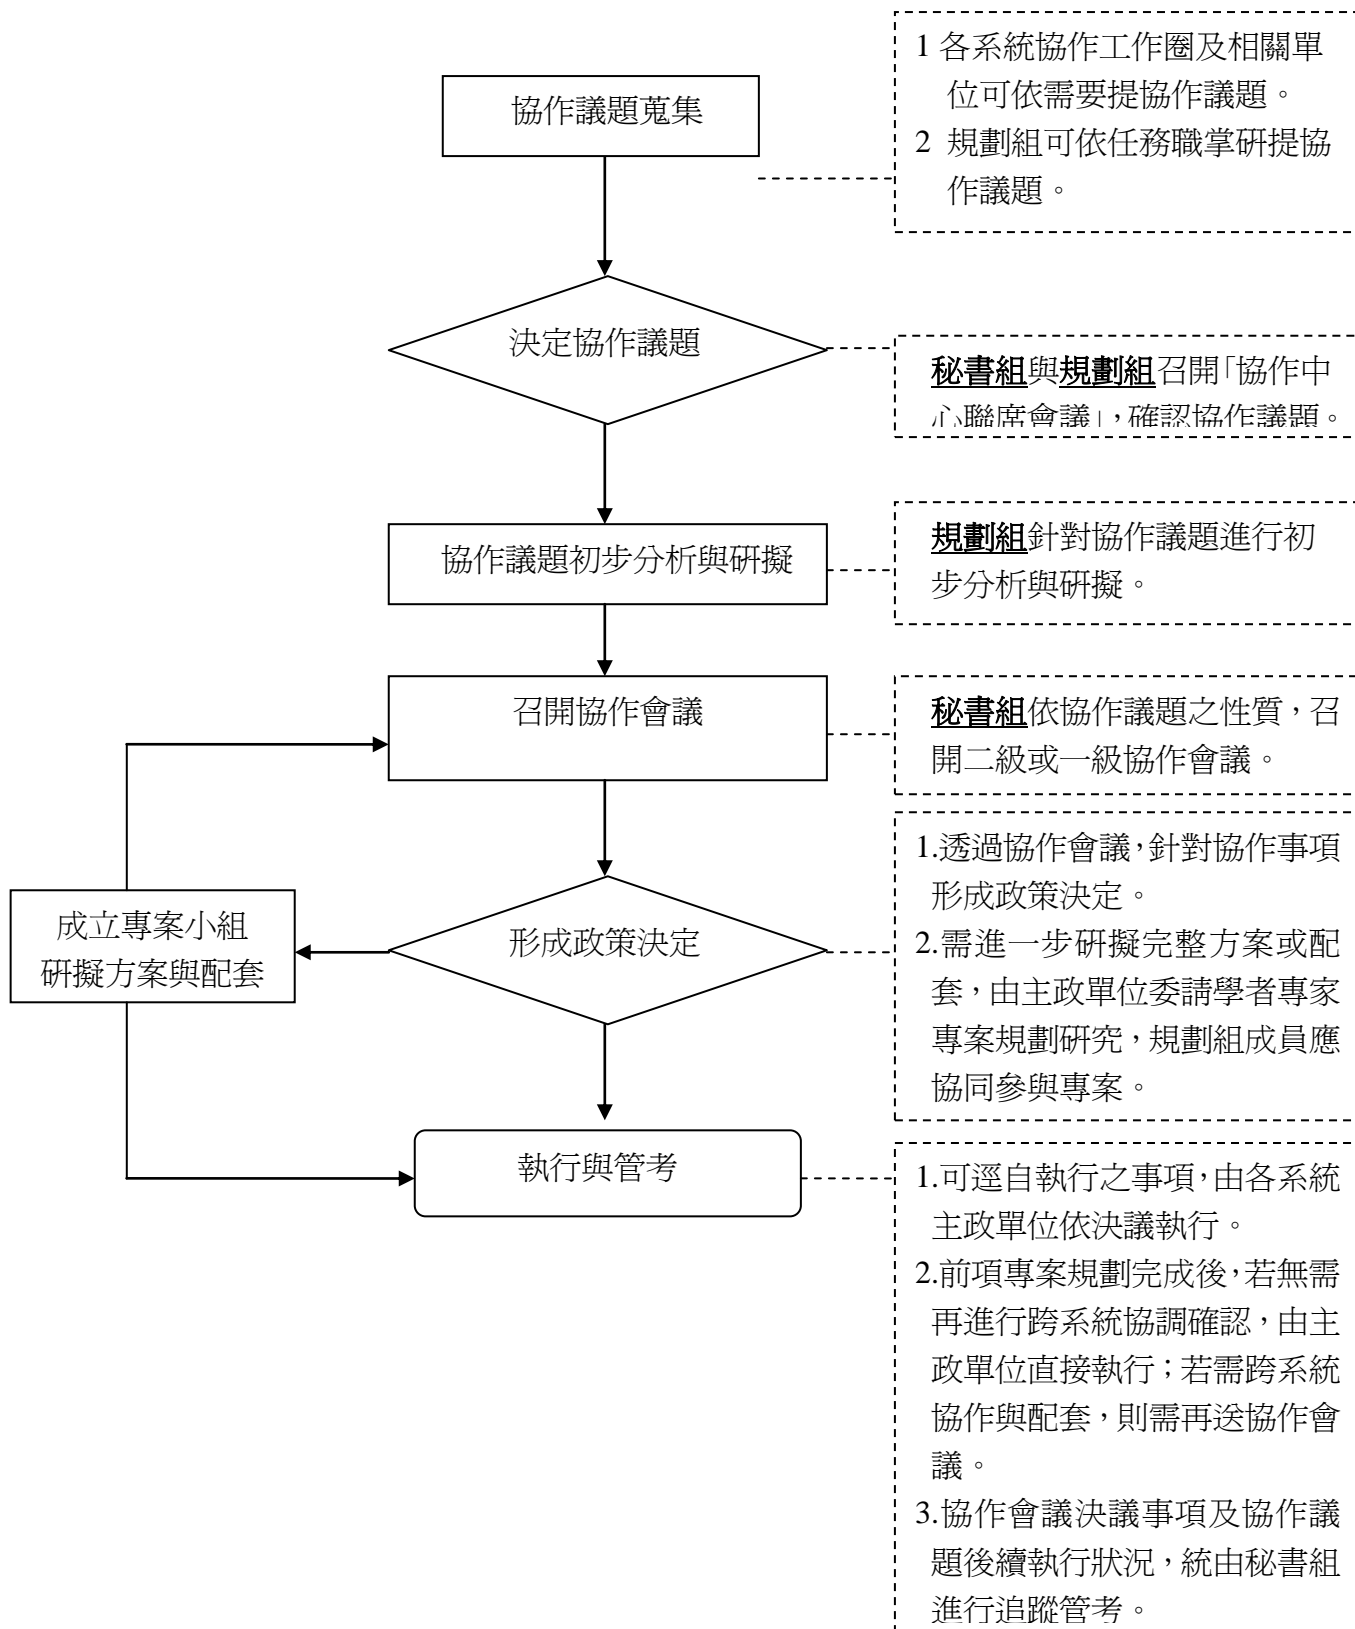 1 各系統協作工作圈及相關單
位可依需要提協作議題。
2 規劃組可依任務職掌研提協
作議題。
協作議題蒐集
決定協作議題
秘書組與規劃組召開「協作中
心聯席會議」，確認協作議題。
協作議題初步分析與研擬
規劃組針對協作議題進行初
步分析與研擬。
召開協作會議
秘書組依協作議題之性質，召
開二級或一級協作會議。
成立專案小組
研擬方案與配套
形成政策決定
1.透過協作會議，針對協作事項
形成政策決定。
2.需進一步研擬完整方案或配
套，由主政單位委請學者專家
專案規劃研究，規劃組成員應
協同參與專案。
執行與管考
1.可逕自執行之事項，由各系統
主政單位依決議執行。
2.前項專案規劃完成後，若無需
再進行跨系統協調確認，由主
政單位直接執行；若需跨系統
協作與配套，則需再送協作會
議。
3.協作會議決議事項及協作議
題後續執行狀況，統由秘書組
進行追蹤管考。